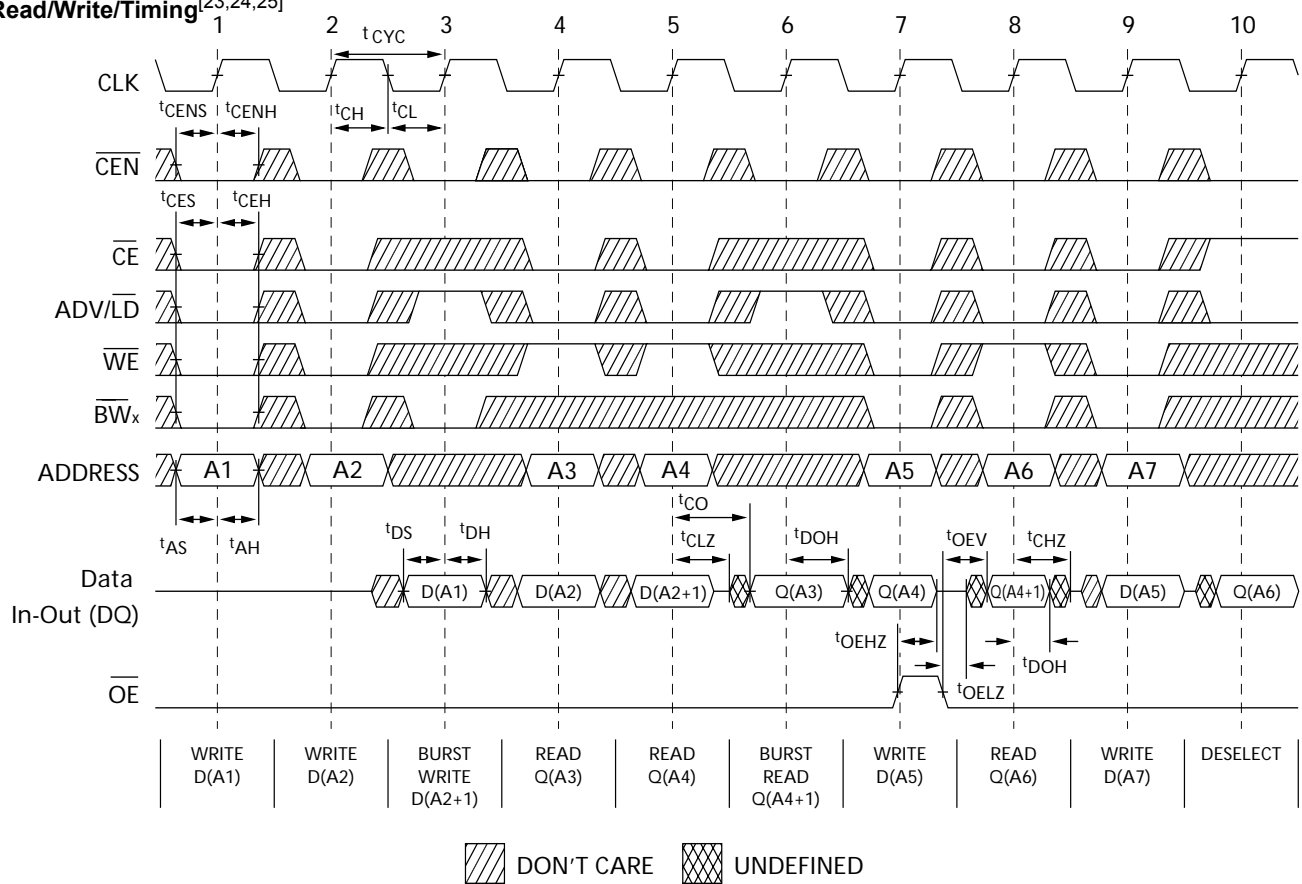 Read/Write/Timing[23,24,25]
1 2 3 4 5 6 7 8 9 10
tCYC
CLK
tCENS tCENH tCH tCL
CEN
tCES tCEH
CE
ADV/LD
WE
BWx
ADDRESS A1 A2 A3 A4 A5 A6 A7
tCO
tAS tAH tDS tDH tCLZ tDOH tOEV tCHZ
Data
In-Out (DQ) D(A1) D(A2) D(A2+1) Q(A3) Q(A4) Q(A4+1) D(A5) Q(A6)
tOEHZ tDOH
tOELZ
OE
WRITE D(A1)
WRITE D(A2)
BURST WRITE D(A2+1)
READ Q(A3)
READ Q(A4)
BURST READ Q(A4+1)
WRITE D(A5)
READ Q(A6)
WRITE D(A7)
DESELECT
DON'T CARE UNDEFINED